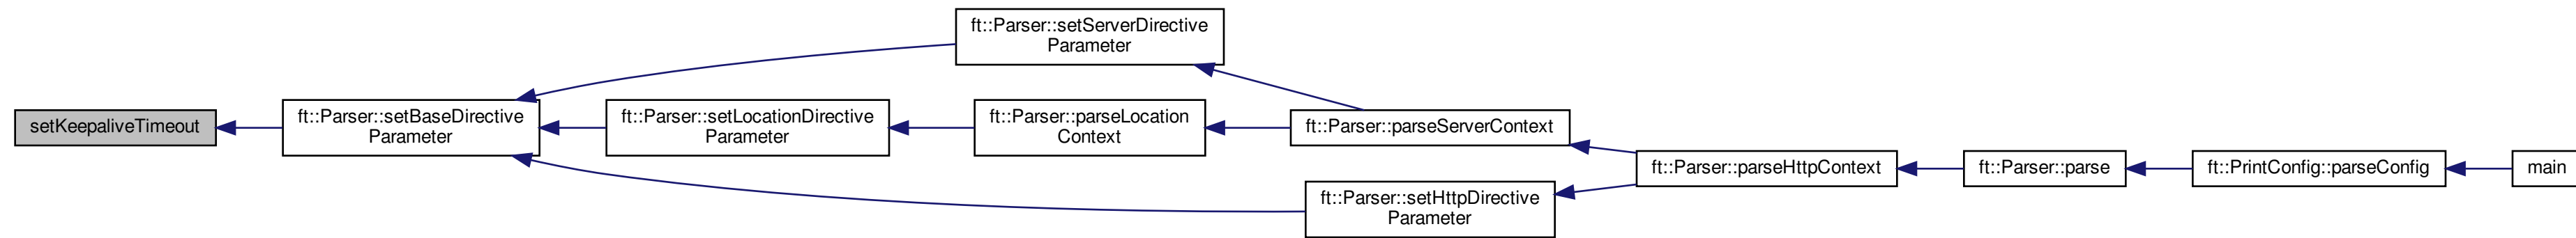 setKeepaliveTimeout
ft::Parser::setBaseDirective
Parameter
ft::Parser::setServerDirective
Parameter
ft::Parser::setLocationDirective
Parameter
ft::Parser::parseLocation
Context
ft::Parser::parseServerContext
ft::Parser::setHttpDirective
Parameter
ft::Parser::parseHttpContext
ft::Parser::parse
ft::PrintConfig::parseConfig
main